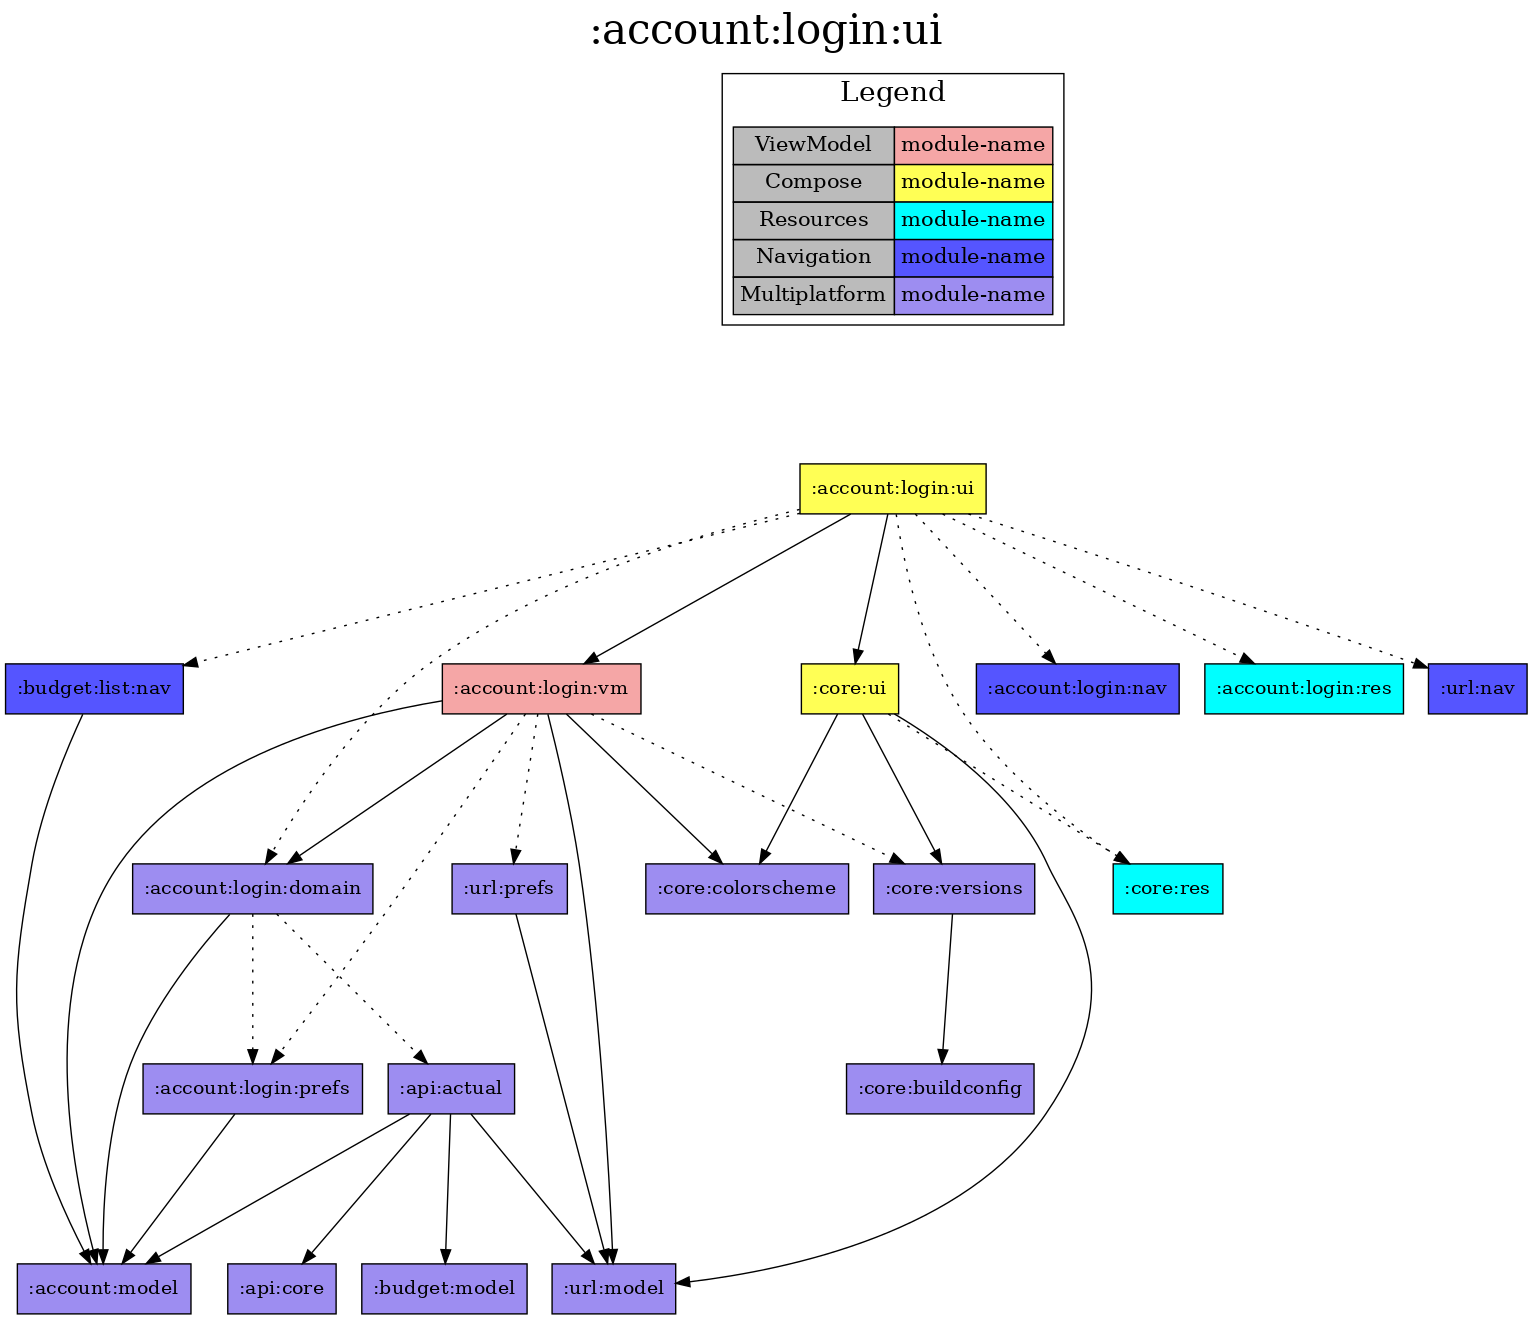 :account:login:ui
Legend
ViewModel module-name
Compose module-name
Resources module-name
Navigation module-name
Multiplatform module-name
:account:login:ui
:budget:list:nav :account:login:vm :core:ui :account:login:nav :account:login:res :url:nav
:account:login:domain :url:prefs :core:colorscheme :core:versions :core:res
:account:login:prefs :api:actual :core:buildconfig
:account:model :api:core :budget:model :url:model